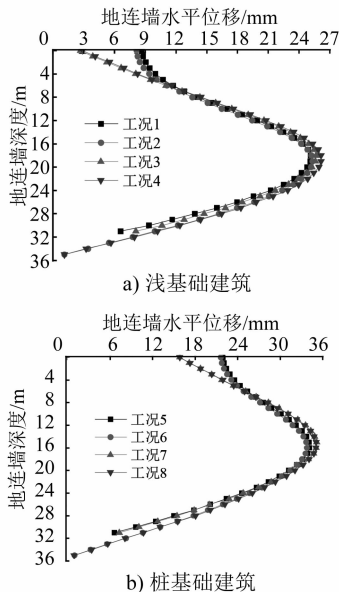 地连墙水平位移/mm
0 3 6 9 12 15 18 21 24 27
地连墙深度/m
4
8
12
16
20
24
28
32
36
工况1
工况2
工况3
工况4
a) 浅基础建筑
地连墙水平位移/mm
0 6 12 18 24 30 36
地连墙深度/m
4
8
12
16
20
24
28
32
36
工况5
工况6
工况7
工况8
b) 桩基础建筑